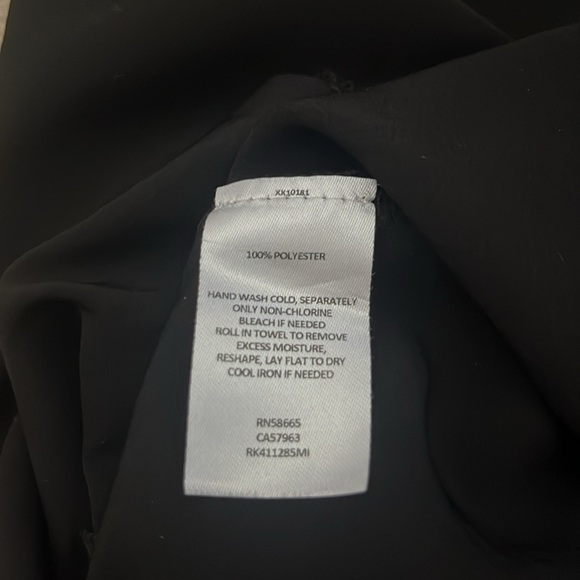 XX10181
100% POLYESTER
HAND WASH COLD, SEPARATELY
ONLY NON-CHLORINE
BLEACH IF NEEDED
ROLL IN TOWEL TO REMOVE
EXCESS MOISTURE,
RESHAPE, LAY FLAT TO DRY
COOL IRON IF NEEDED
RN58665
CA57963
RK411285MI